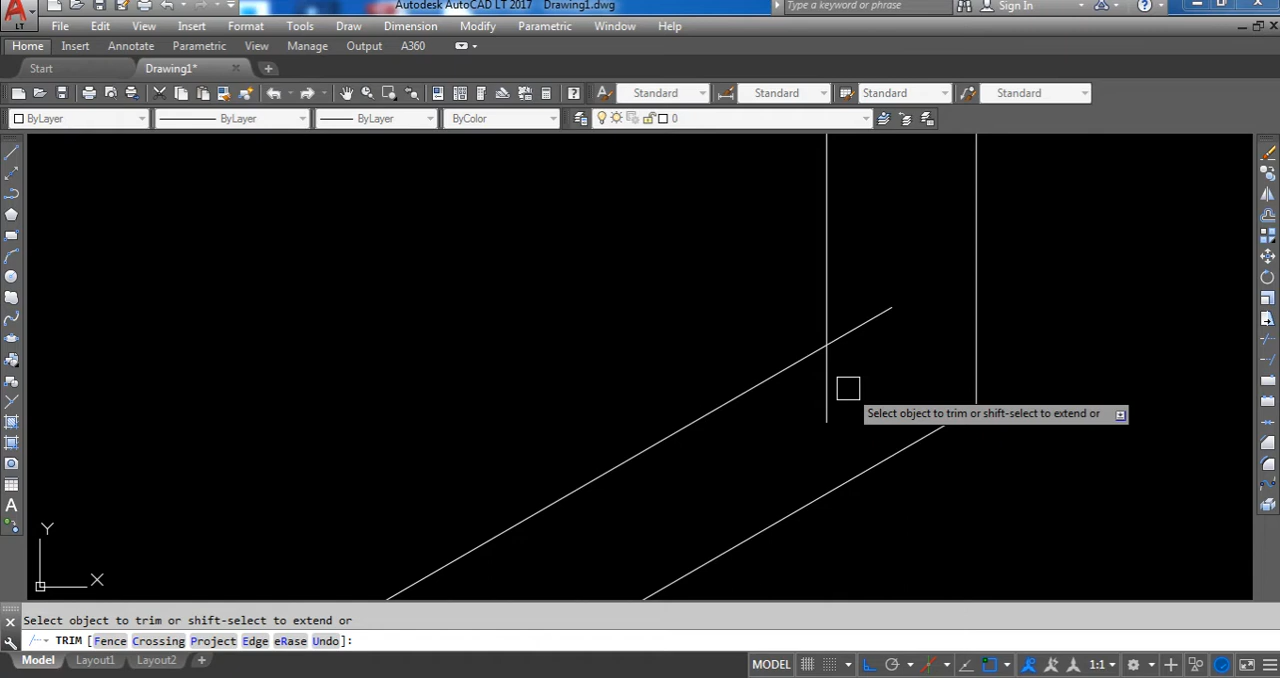 Autodesk AutoCAD LT 2017 Drawing1.dwg
Type a keyword or phrase
Sign In
LT
File Edit View Insert Format Tools Draw Dimension Modify Parametric Window Help
Home Insert Annotate Parametric View Manage Output A360
Start Drawing1*
Standard Standard Standard Standard
ByLayer ByLayer ByLayer ByColor 0
Select object to trim or shift-select to extend or
Y
X
A
Select object to trim or shift-select to extend or
TRIM [Fence Crossing Project Edge eRase Undo]:
Model Layout1 Layout2 +
MODEL 1:1